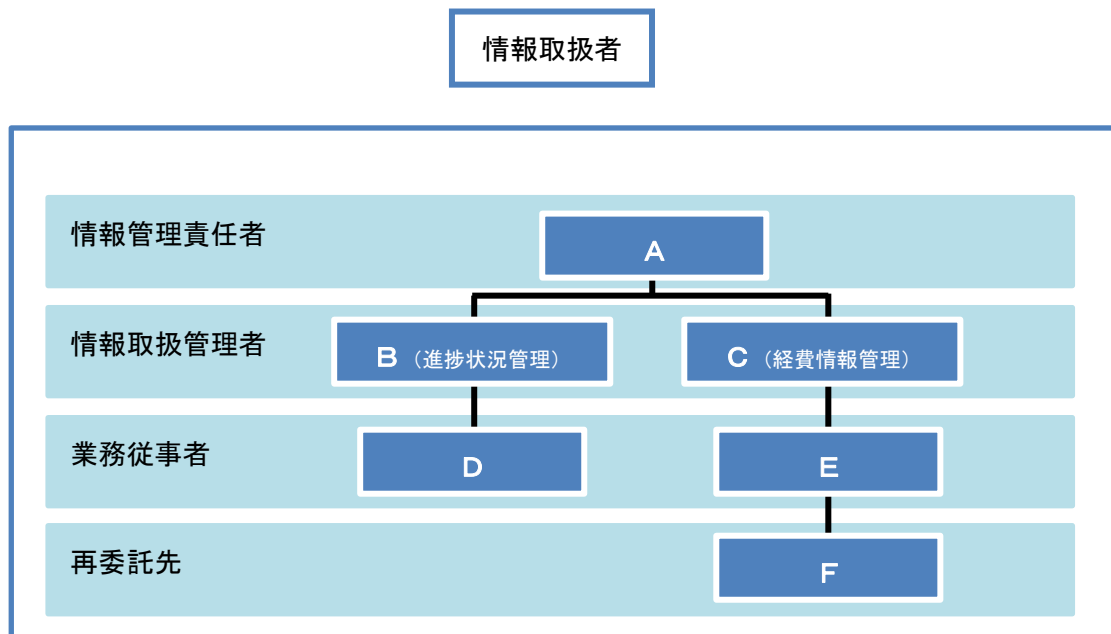 情報取扱者
情報管理責任者
A
情報取扱管理者
B（進捗状況管理）
C（経費情報管理）
業務従事者
D
E
再委託先
F